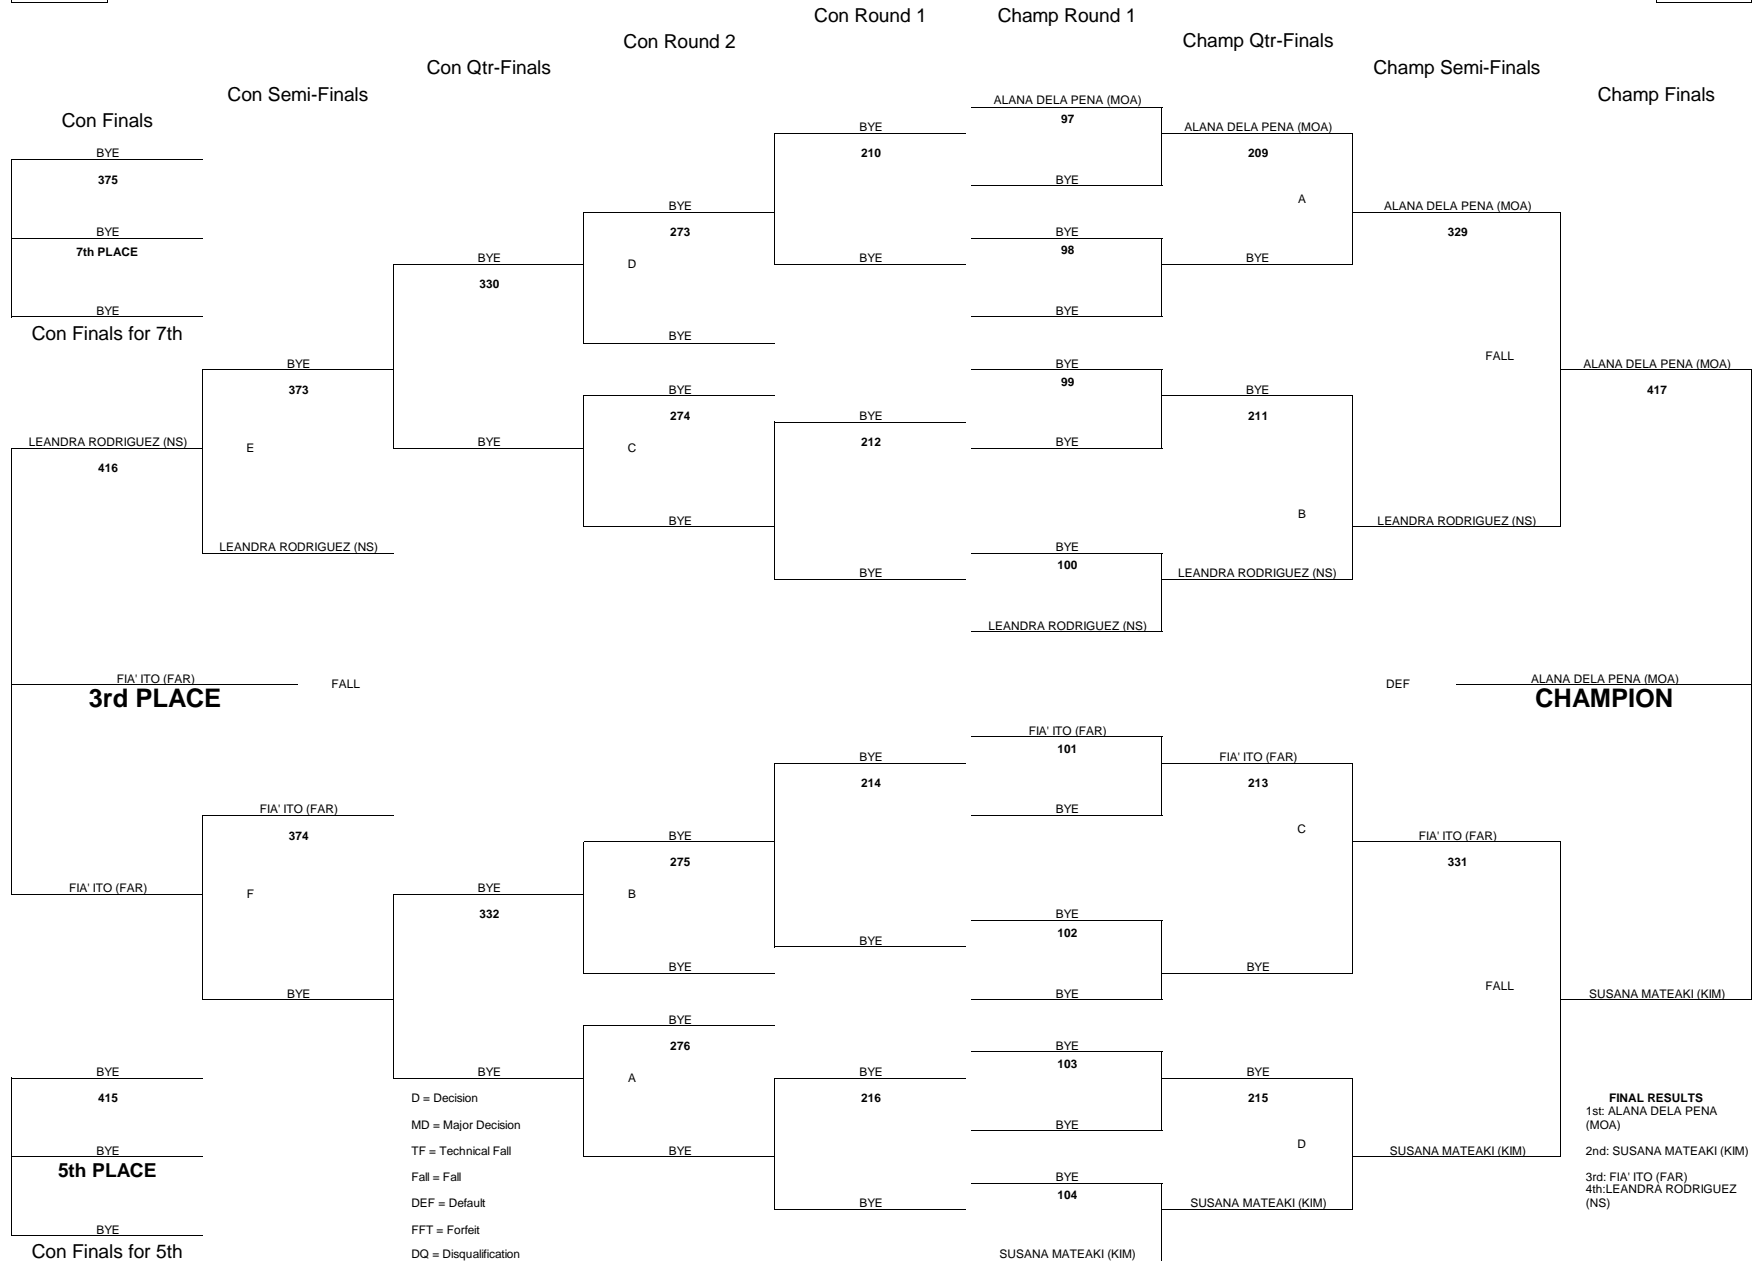 Con Round 1
Champ Round 1
Con Round 2
Champ Qtr-Finals
Con Qtr-Finals
Champ Semi-Finals
Con Semi-Finals
Champ Finals
Con Finals
BYE
375
BYE
7th PLACE
BYE
Con Finals for 7th
LEANDRA RODRIGUEZ (NS)
416
FIA' ITO (FAR)
3rd PLACE
FALL
FIA' ITO (FAR)
BYE
415
BYE
5th PLACE
BYE
Con Finals for 5th
BYE
373
E
LEANDRA RODRIGUEZ (NS)
FIA' ITO (FAR)
374
F
BYE
BYE
330
BYE
BYE
332
BYE
D = Decision
MD = Major Decision
TF = Technical Fall
Fall = Fall
DEF = Default
FFT = Forfeit
DQ = Disqualification
BYE
273
D
BYE
BYE
274
C
BYE
BYE
275
B
BYE
BYE
276
A
BYE
BYE
210
BYE
BYE
212
BYE
BYE
214
BYE
BYE
216
BYE
ALANA DELA PENA (MOA)
97
BYE
BYE
98
BYE
BYE
99
BYE
BYE
100
LEANDRA RODRIGUEZ (NS)
FIA' ITO (FAR)
101
BYE
BYE
102
BYE
BYE
103
BYE
BYE
104
SUSANA MATEAKI (KIM)
ALANA DELA PENA (MOA)
209
A
BYE
BYE
211
B
LEANDRA RODRIGUEZ (NS)
FIA' ITO (FAR)
213
C
BYE
BYE
215
D
SUSANA MATEAKI (KIM)
ALANA DELA PENA (MOA)
329
FALL
LEANDRA RODRIGUEZ (NS)
FIA' ITO (FAR)
331
FALL
SUSANA MATEAKI (KIM)
ALANA DELA PENA (MOA)
417
DEF
ALANA DELA PENA (MOA)
CHAMPION
SUSANA MATEAKI (KIM)
FINAL RESULTS
1st: ALANA DELA PENA
(MOA)
2nd: SUSANA MATEAKI (KIM)
3rd: FIA' ITO (FAR)
4th:LEANDRA RODRIGUEZ
(NS)